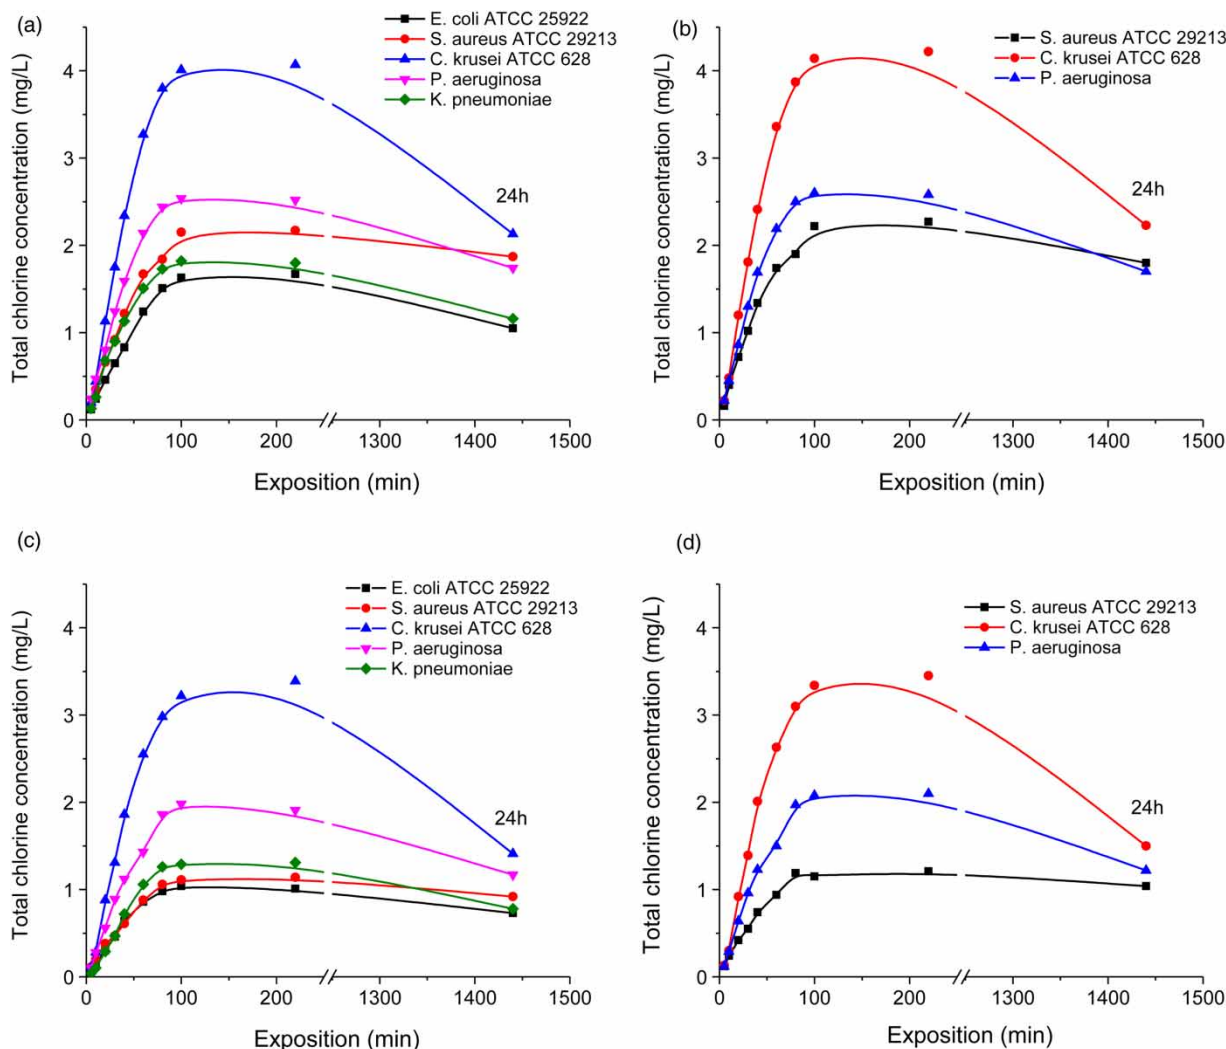 (a)
E. coli ATCC 25922
S. aureus ATCC 29213
C. krusei ATCC 628
P. aeruginosa
K. pneumoniae
Total chlorine concentration (mg/L)
4
3
2
1
0
24h
0 100 200 1300 1400 1500
Exposition (min)
(b)
S. aureus ATCC 29213
C. krusei ATCC 628
P. aeruginosa
Total chlorine concentration (mg/L)
4
3
2
1
0
24h
0 100 200 1300 1400 1500
Exposition (min)
(c)
E. coli ATCC 25922
S. aureus ATCC 29213
C. krusei ATCC 628
P. aeruginosa
K. pneumoniae
Total chlorine concentration (mg/L)
4
3
2
1
0
24h
0 100 200 1300 1400 1500
Exposition (min)
(d)
S. aureus ATCC 29213
C. krusei ATCC 628
P. aeruginosa
Total chlorine concentration (mg/L)
4
3
2
1
0
24h
0 100 200 1300 1400 1500
Exposition (min)